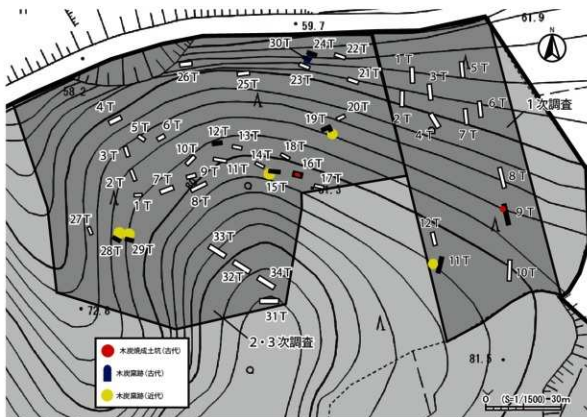 59.7
61.9
30T
24T
22T
26T
25T
23T
21T
58.2
1T
3T
5T
6T
2T
4T
7T
1次調査
4T
5T
6T
3T
2T
1T
7T
12T
13T
10T
9T
8T
11T
14T
15T
18T
16T
17T
19T
20T
8T
9T
10T
12T
11T
27T
28T
29T
33T
32T
34T
31T
72.8
2・3次調査
81.5
木炭焼成土坑(古代)
木炭窯跡(古代)
木炭窯跡(近代)
0 (S=1/1500) 30m